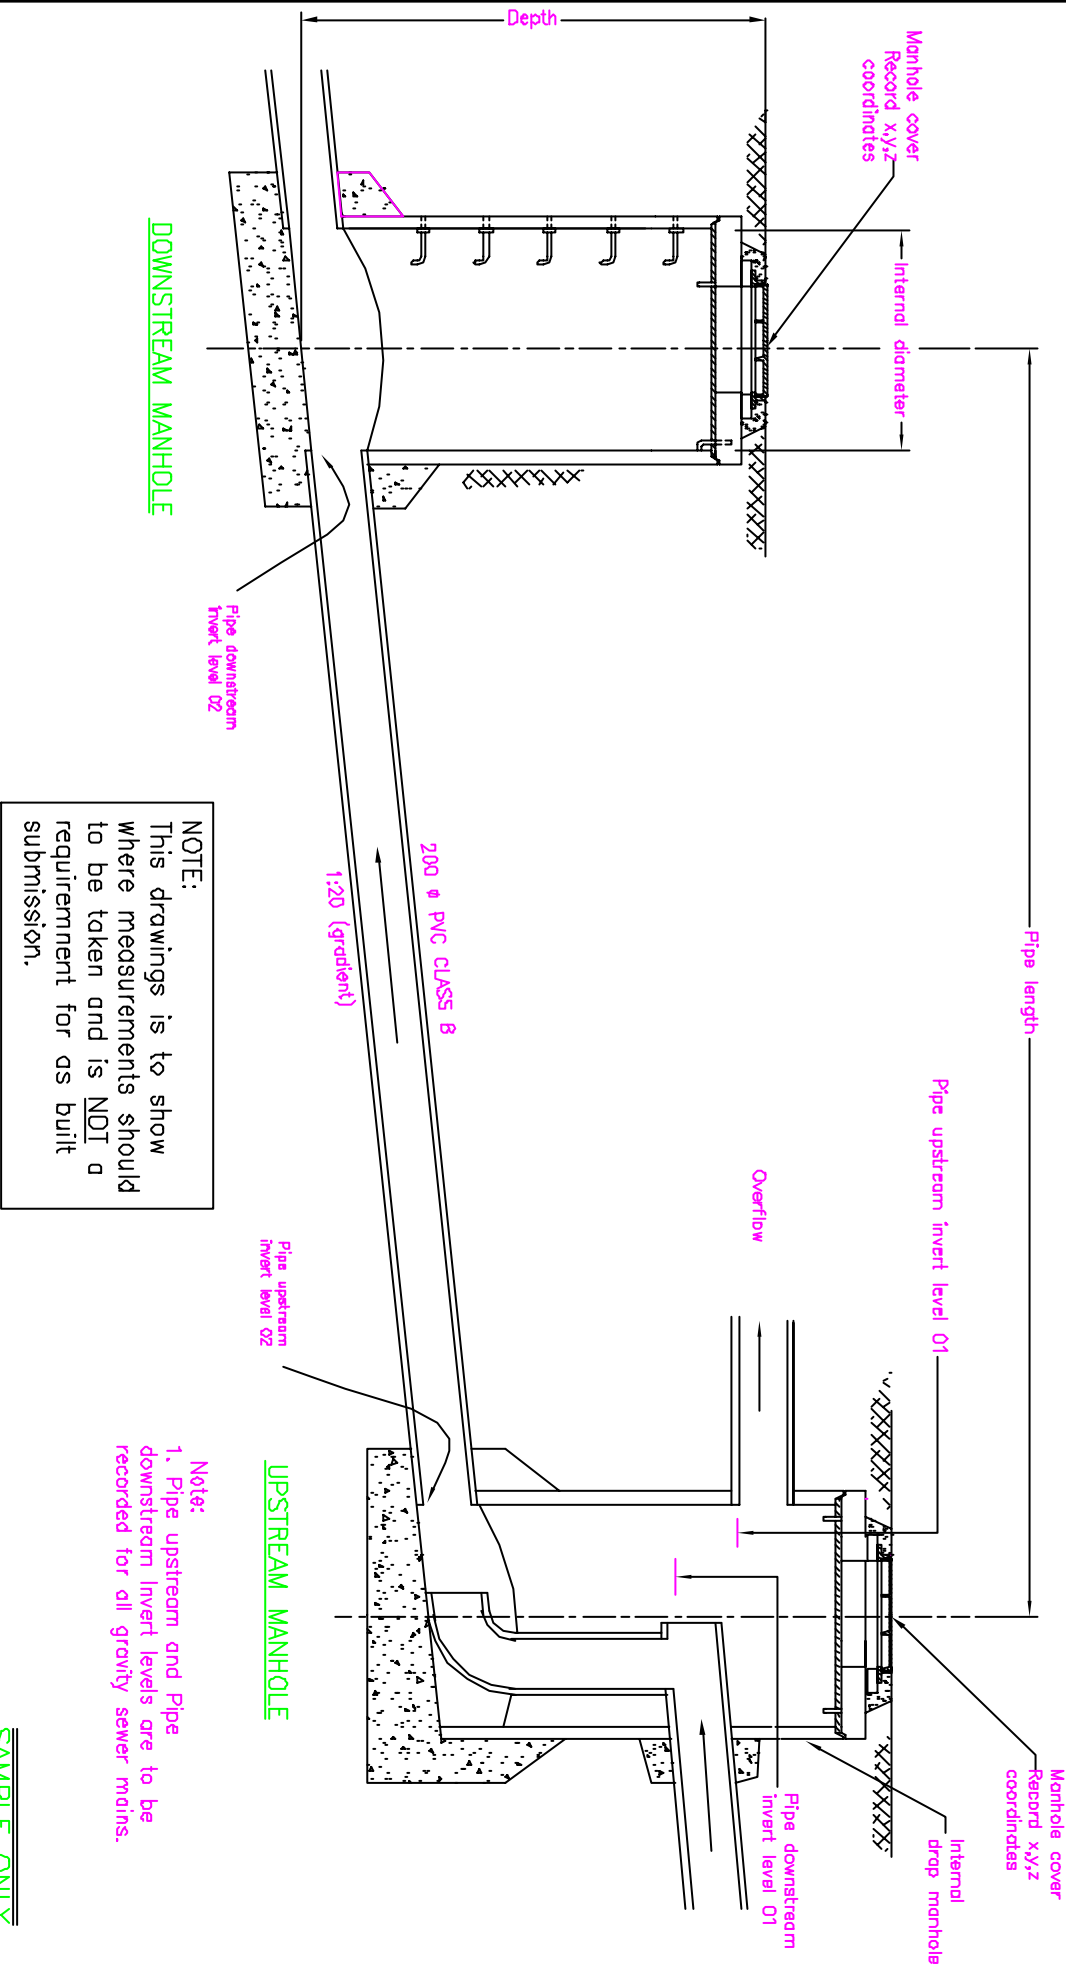 Manhole cover
Record x,y,z
coordinates
Depth
Internal diameter
Pipe length
Pipe upstream invert level 01
Overflow
Manhole cover
Record x,y,z
coordinates
Internal
drop manhole
Pipe downstream
invert level 01
200 ø PVC CLASS B
1:20 (gradient)
Pipe downstream
invert level 02
Pipe upstream
invert level 02
DOWNSTREAM MANHOLE
UPSTREAM MANHOLE
NOTE:
This drawings is to show
where measurements should
to be taken and is NOT a
requiremnent for as built
submission.
Note:
1. Pipe upstream and Pipe
downstream Invert levels are to be
recorded for all gravity sewer mains.
SAMPLE ONLY